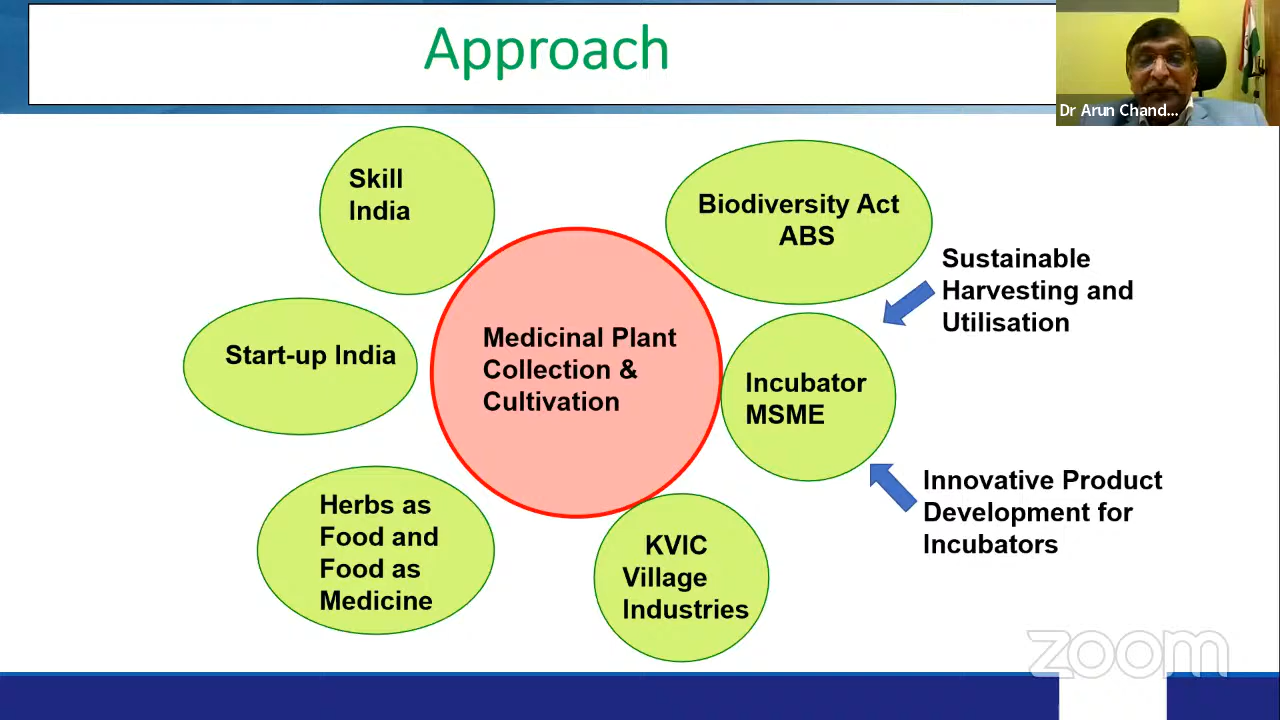 Approach
Dr Arun Chand...
Skill
India
Biodiversity Act
ABS
Sustainable
Harvesting and
Utilisation
Start-up India
Medicinal Plant
Collection &
Cultivation
Incubator
MSME
Herbs as
Food and
Food as
Medicine
KVIC
Village
Industries
Innovative Product
Development for
Incubators
zoom